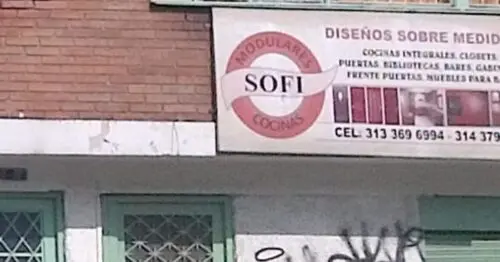 MODULARES
SOFI
COCINAS
DISEÑOS SOBRE MEDID
COCINAS INTEGRALES, CLOSETS,
PUERTAS, BIBLIOTECAS, BARES, GABI
FRENTE PUERTAS, MUEBLES PARA B
CEL: 313 369 6994 - 314 379